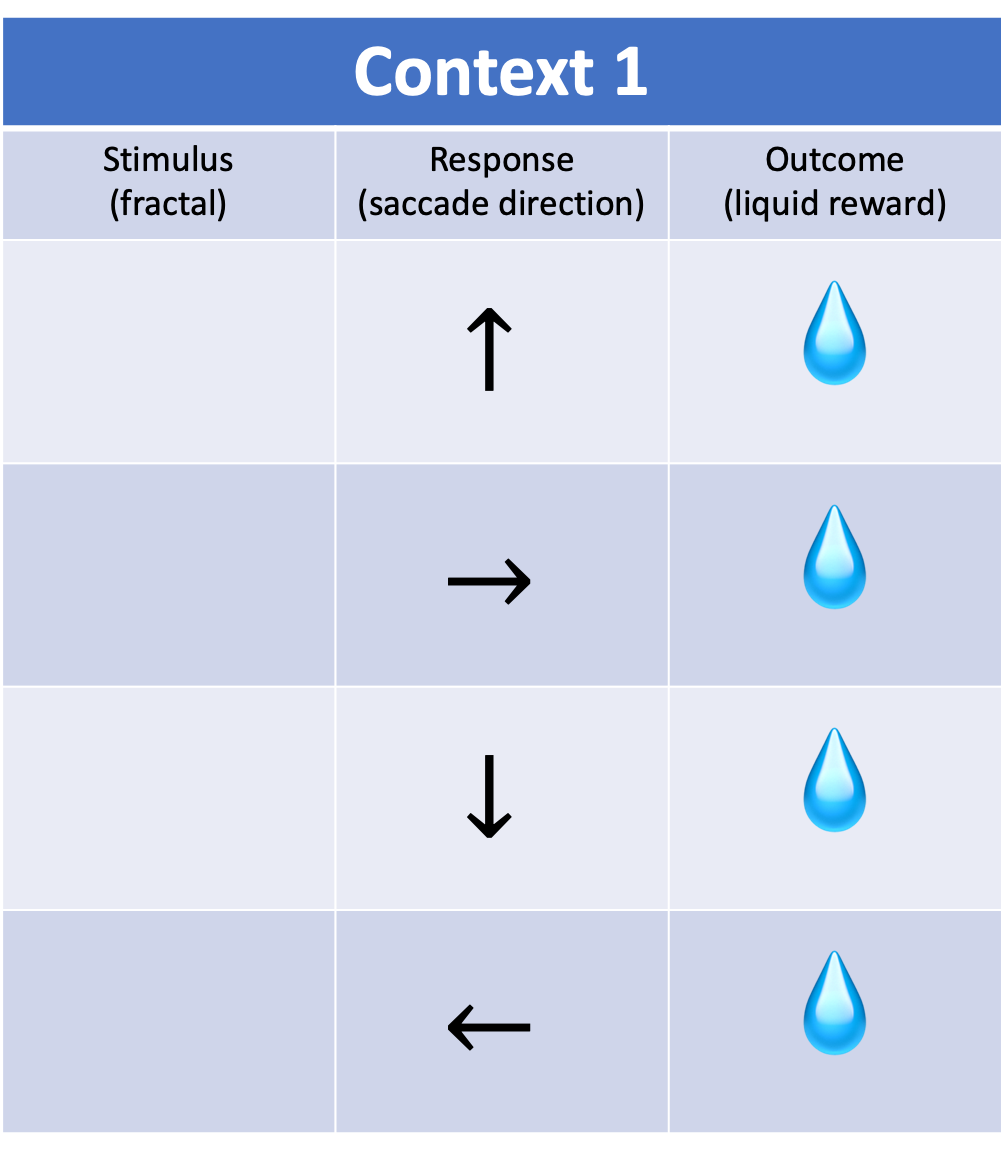 Context 1
Stimulus
(fractal)
Response
(saccade direction)
Outcome
(liquid reward)
↑
→
↓
←